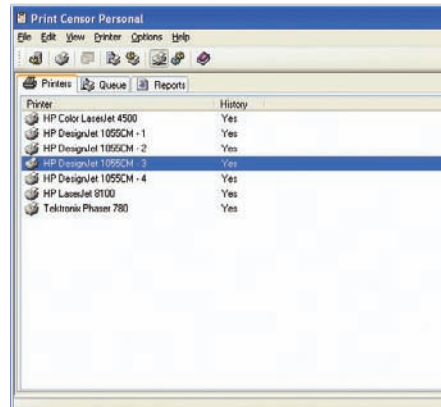 Print Censor Personal
File Edit View Printer Options Help
Printers Queue Reports
Printer History
HP Color LaserJet 4500 Yes
HP DesignJet 1055CM - 1 Yes
HP DesignJet 1055CM - 2 Yes
HP DesignJet 1055CM - 3 Yes
HP DesignJet 1055CM - 4 Yes
HP LaserJet 8100 Yes
Tektronix Phaser 780 Yes